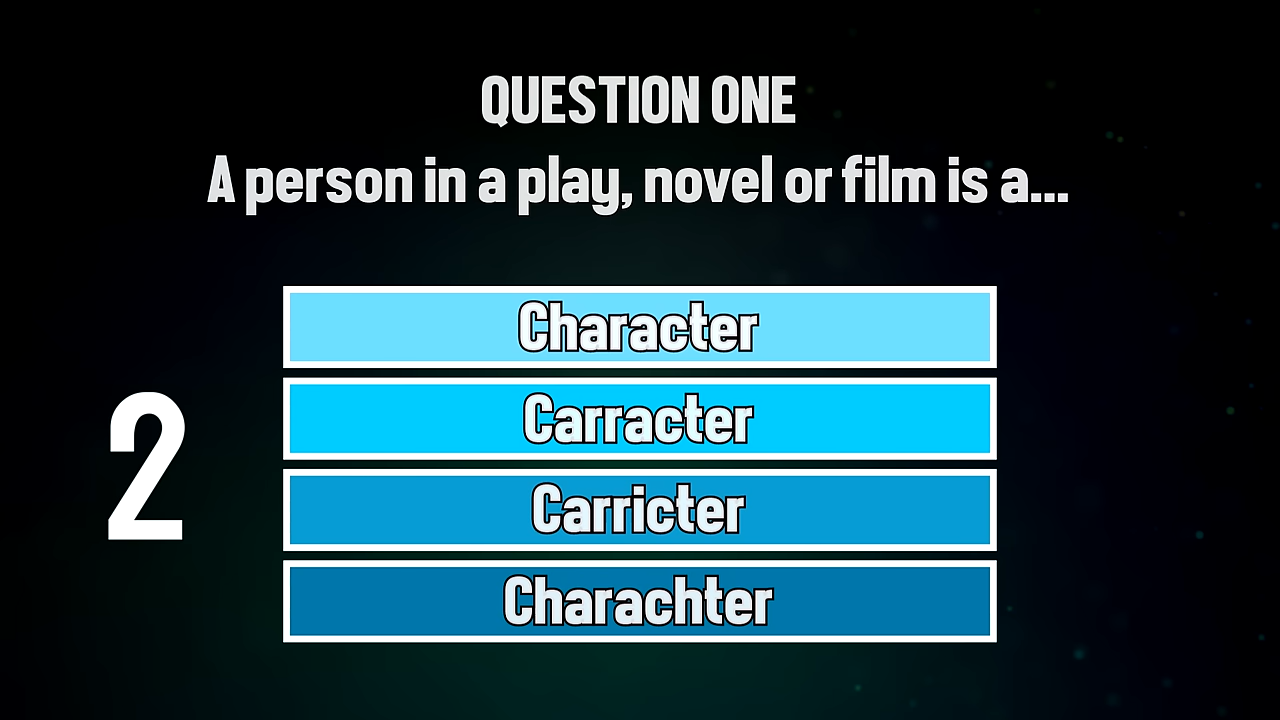 QUESTION ONE
A person in a play, novel or film is a...
Character
Carracter
2
Carricter
Charachter